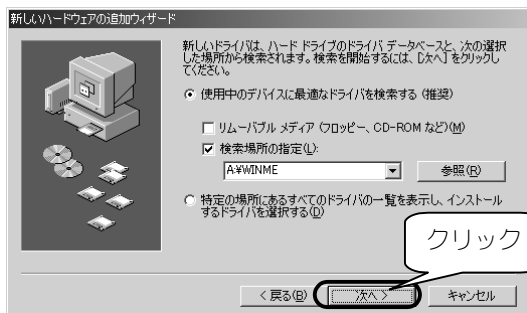 新しいハードウェアの追加ウィザード
新しいドライバは、ハード ドライブのドライバ データベースと、次の選択
した場所から検索されます。検索を開始するには、[次へ] をクリックし
てください。
使用中のデバイスに最適なドライバを検索する (推奨)
リムーバブル メディア (フロッピー、CD-ROM など)(M)
検索場所の指定(L):
A:¥WINME
参照(R)
特定の場所にあるすべてのドライバの一覧を表示し、インストール
するドライバを選択する(D)
クリック
< 戻る(B)
次へ >
キャンセル